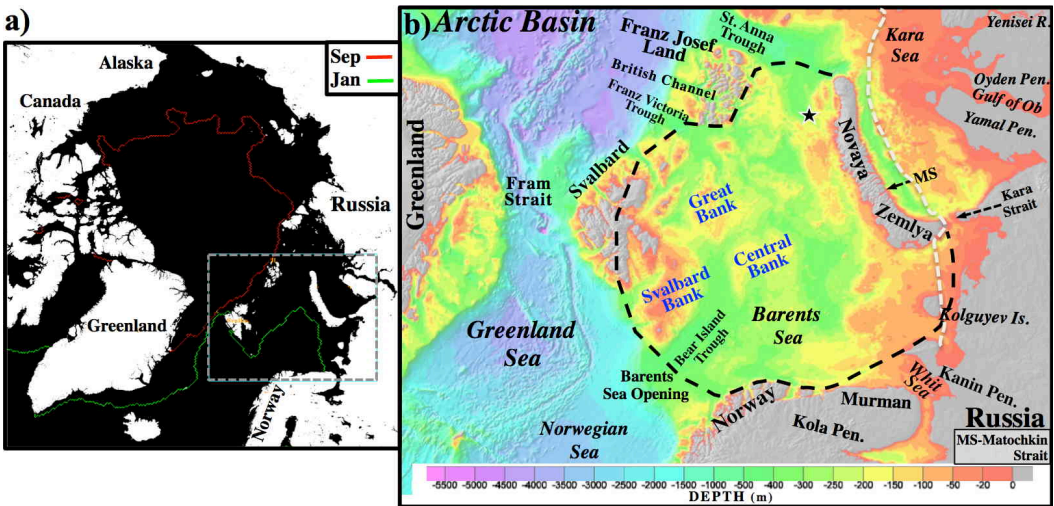 a)
Sep
Jan
Alaska
Canada
Russia
Greenland
Norway
b)
Arctic Basin
Franz Josef
Land
St. Anna
Trough
Kara
Sea
Yenisei R.
British Channel
Franz Victoria
Trough
Oyden Pen.
Gulf of Ob
Yamal Pen.
Greenland
Svalbard
Fram
Strait
Novaya
Zemlya
MS
Kara
Strait
Great
Bank
Central
Bank
Svalbard
Bank
Greenland
Sea
Bear Island
Trough
Barents
Sea
Kolguyev Is.
Barents
Sea Opening
Whit
Sea
Kanin Pen.
Norway
Murman
Kola Pen.
Russia
Norwegian
Sea
MS-Matochkin
Strait
-5500 -5000 -4500 -4000 -3500 -3000 -2500 -2000 -1500 -1000 -500 -400 -300 -200 -150 -100 -50 -20 0
DEPTH (m)